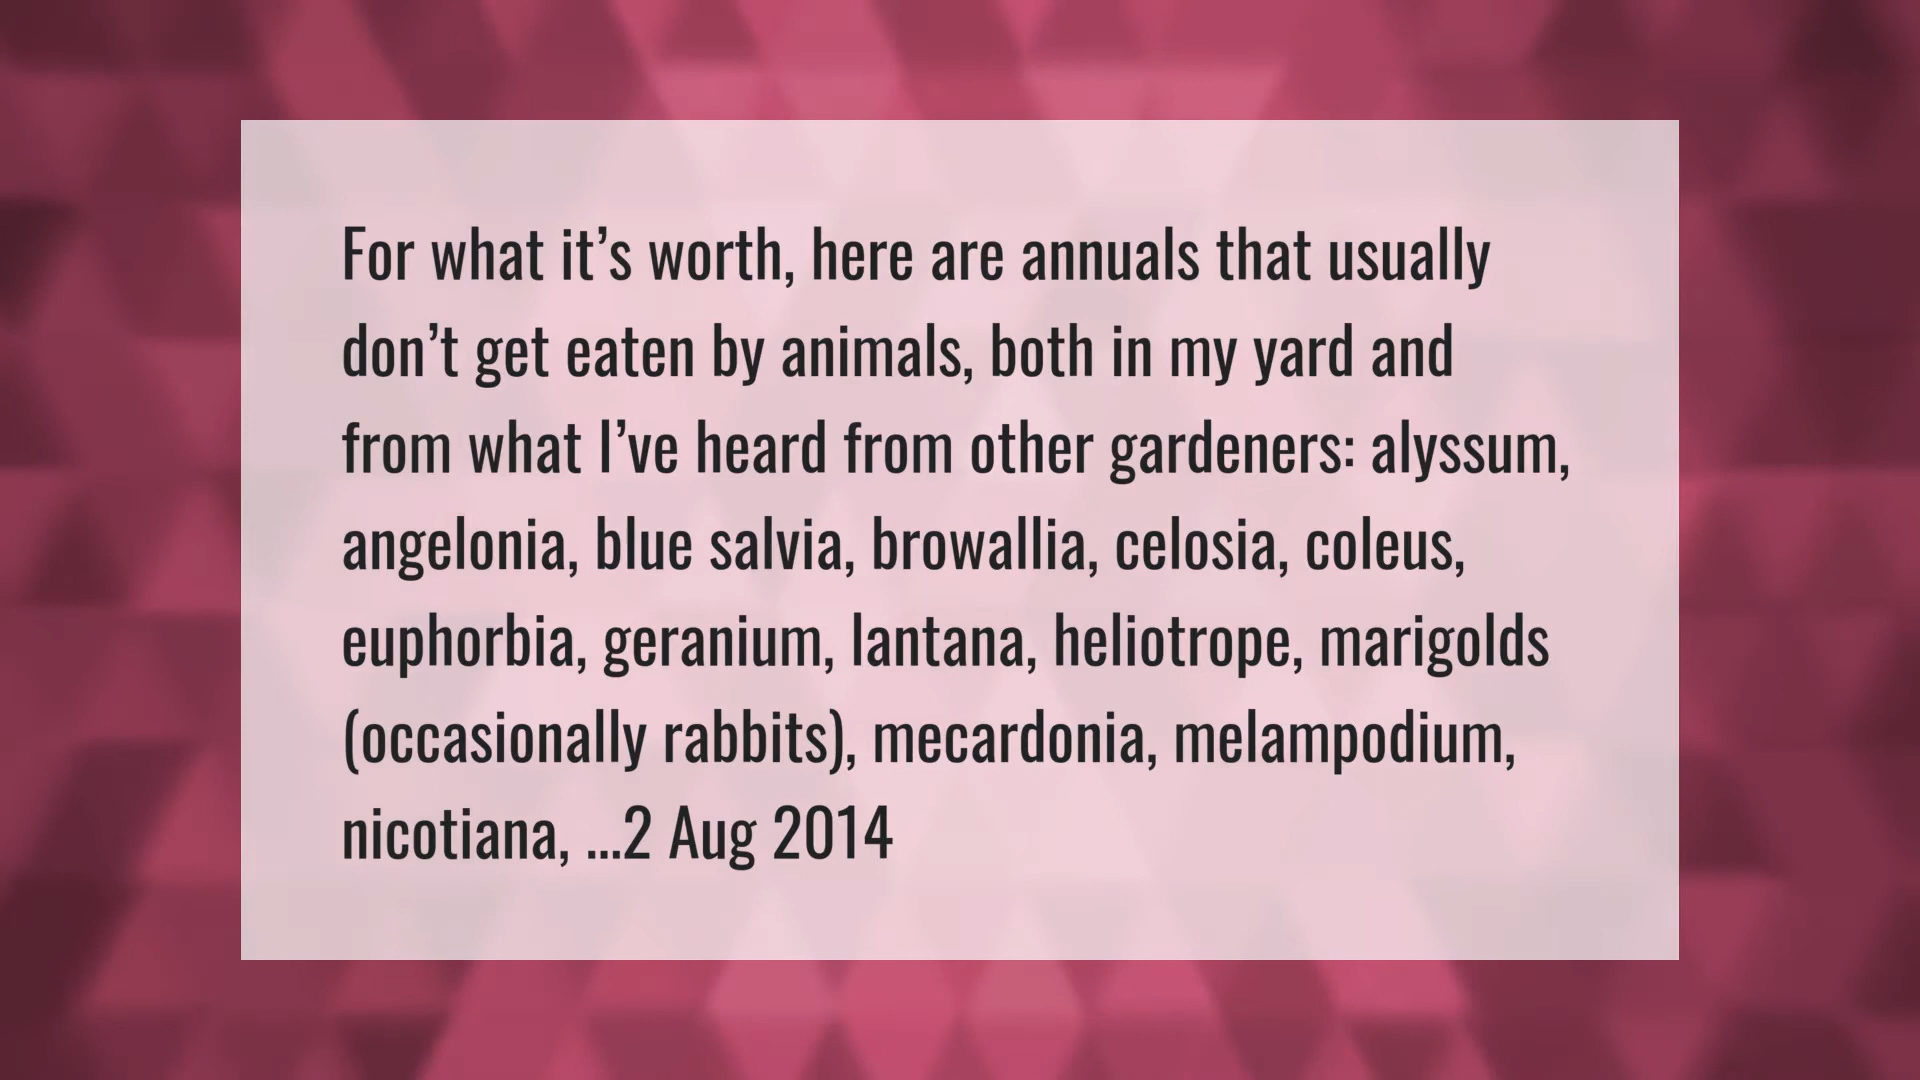 For what it’s worth, here are annuals that usually
don’t get eaten by animals, both in my yard and
from what I’ve heard from other gardeners: alyssum,
angelonia, blue salvia, browallia, celosia, coleus,
euphorbia, geranium, lantana, heliotrope, marigolds
(occasionally rabbits), mecardonia, melampodium,
nicotiana, ...2 Aug 2014